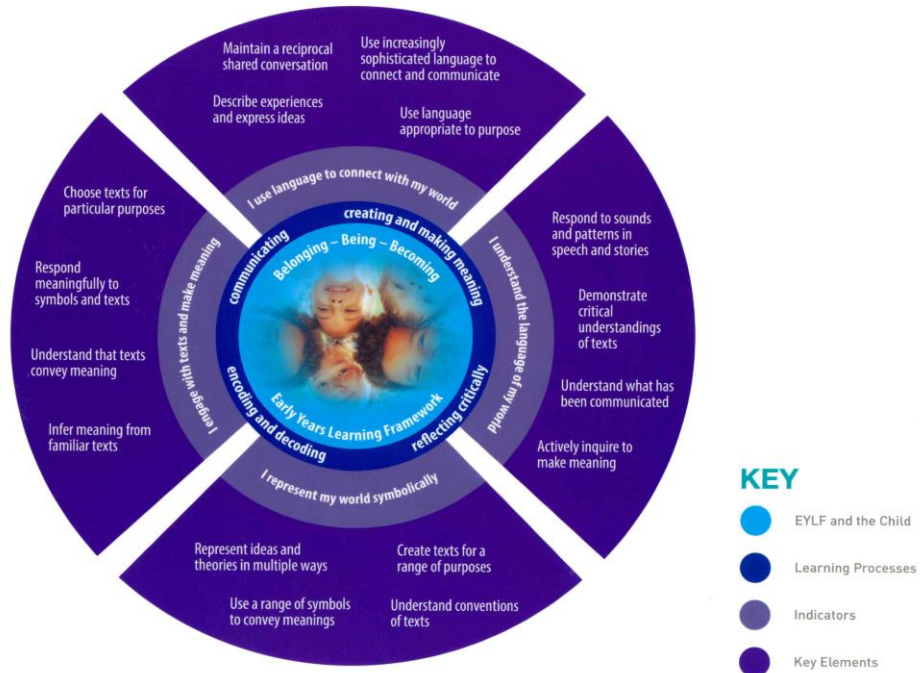 Maintain a reciprocal
shared conversation
Use increasingly
sophisticated language to
connect and communicate
Describe experiences
and express ideas
Use language
appropriate to purpose
Choose texts for
particular purposes
Respond
meaningfully to
symbols and texts
Understand that texts
convey meaning
Infer meaning from
familiar texts
I use language to connect with my world
I engage with texts and make meaning
I understand the language of my world
I represent my world symbolically
communicating
creating and making meaning
encoding and decoding
reflecting critically
Belonging – Being – Becoming
Early Years Learning Framework
Respond to sounds
and patterns in
speech and stories
Demonstrate
critical
understandings
of texts
Understand what has
been communicated
Actively inquire to
make meaning
Represent ideas and
theories in multiple ways
Create texts for a
range of purposes
Use a range of symbols
to convey meanings
Understand conventions
of texts
KEY
EYLF and the Child
Learning Processes
Indicators
Key Elements